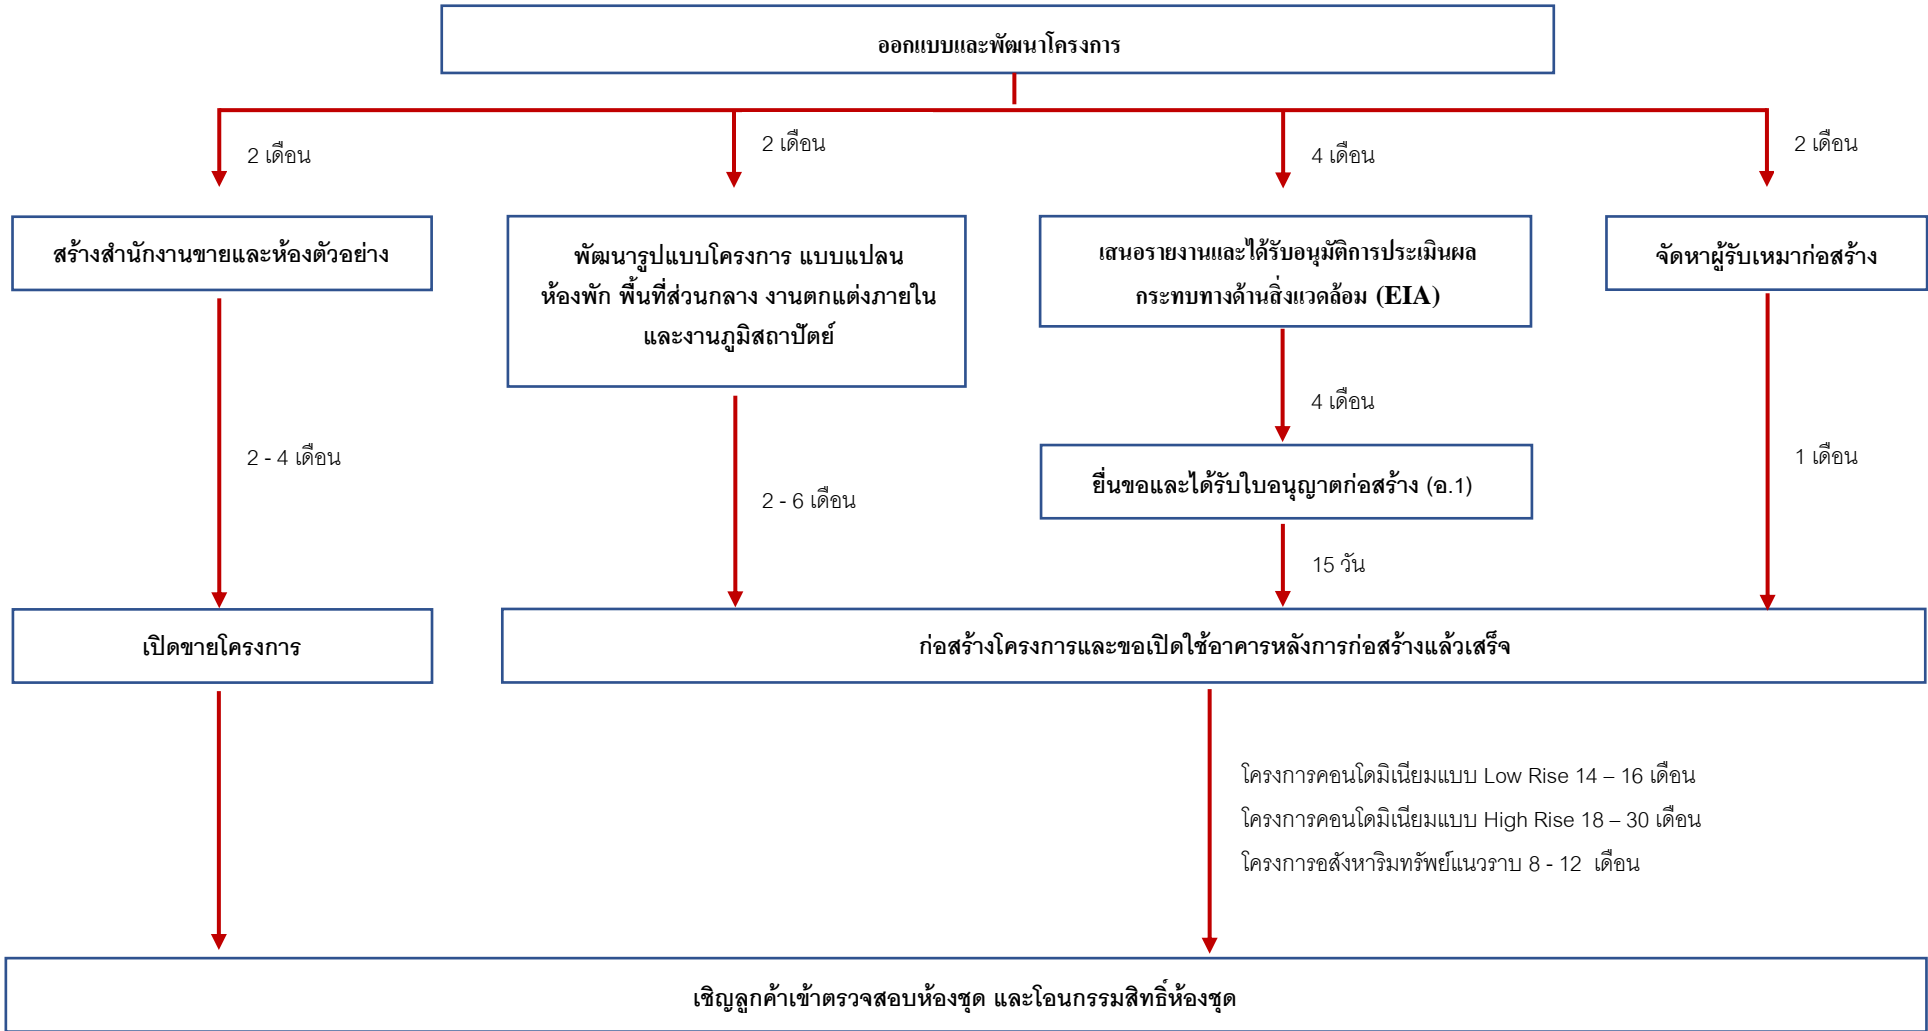 ออกแบบและพัฒนาโครงการ
2 เดือน
2 เดือน
4 เดือน
2 เดือน
สร้างสำนักงานขายและห้องตัวอย่าง
พัฒนารูปแบบโครงการ แบบแปลน
ห้องพัก พื้นที่ส่วนกลาง งานตกแต่งภายใน
และงานภูมิสถาปัตย์
เสนอรายงานและได้รับอนุมัติการประเมินผล
กระทบทางด้านสิ่งแวดล้อม (EIA)
จัดหาผู้รับเหมาก่อสร้าง
4 เดือน
2 - 4 เดือน
2 - 6 เดือน
1 เดือน
ยื่นขอและได้รับใบอนุญาตก่อสร้าง (อ.1)
15 วัน
เปิดขายโครงการ
ก่อสร้างโครงการและขอเปิดใช้อาคารหลังการก่อสร้างแล้วเสร็จ
โครงการคอนโดมิเนียมแบบ Low Rise 14 – 16 เดือน
โครงการคอนโดมิเนียมแบบ High Rise 18 – 30 เดือน
โครงการอสังหาริมทรัพย์แนวราบ 8 - 12 เดือน
เชิญลูกค้าเข้าตรวจสอบห้องชุด และโอนกรรมสิทธิ์ห้องชุด